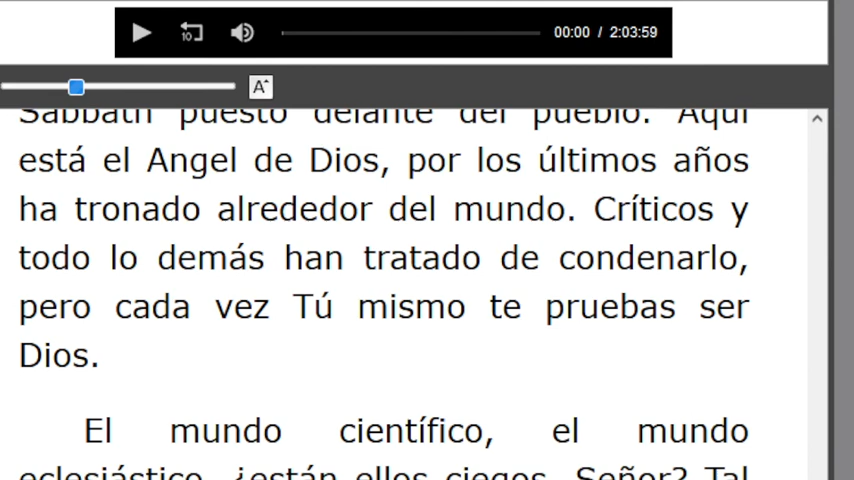 10
00:00 / 2:03:59
A
Sabbath puesto delante del pueblo. Aquí
está el Angel de Dios, por los últimos años
ha tronado alrededor del mundo. Críticos y
todo lo demás han tratado de condenarlo,
pero cada vez Tú mismo te pruebas ser
Dios.
El mundo científico, el mundo
eclesiástico, ¿están ellos ciegos, Señor? Tal